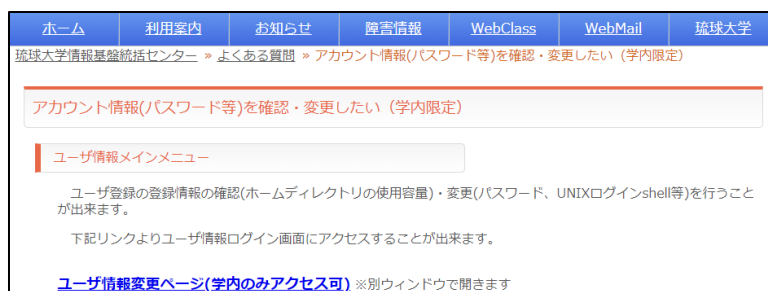 ホーム 利用案内 お知らせ 障害情報 WebClass WebMail 琉球大学
琉球大学情報基盤統括センター » よくある質問 » アカウント情報(パスワード等)を確認・変更したい（学内限定）
アカウント情報(パスワード等)を確認・変更したい（学内限定）
ユーザ情報メインメニュー
ユーザ登録の登録情報の確認(ホームディレクトリの使用容量)・変更(パスワード、UNIXログインshell等)を行うこと
が出来ます。
下記リンクよりユーザ情報ログイン画面にアクセスすることが出来ます。
ユーザ情報変更ページ(学内のみアクセス可) ※別ウィンドウで開きます